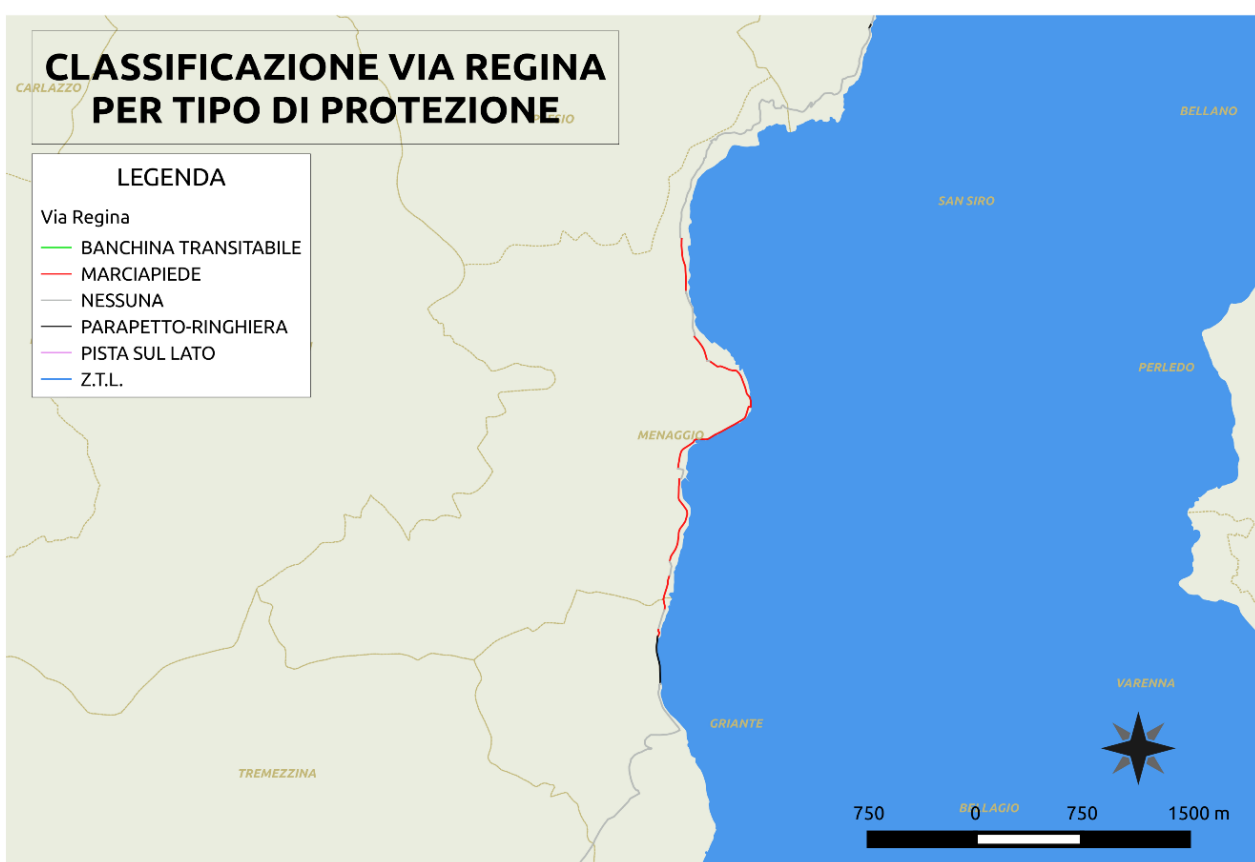 CLASSIFICAZIONE VIA REGINA
PER TIPO DI PROTEZIONE
CARLAZZO
BELLANO
LEGENDA
Via Regina
BANCHINA TRANSITABILE
MARCIAPIEDE
NESSUNA
PARAPETTO-RINGHIERA
PISTA SUL LATO
Z.T.L.
SAN SIRO
PERLEDO
MENAGGIO
VARENNA
GRIANTE
TREMEZZINA
BELLAGIO
750 0 750 1500 m